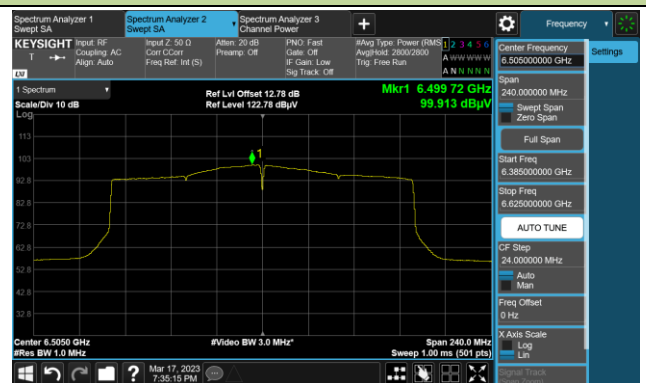 Spectrum Analyzer 1
Swept SA
Spectrum Analyzer 2
Swept SA
Spectrum Analyzer 3
Channel Power
Frequency
KEYSIGHT
Input: RF
Coupling: AC
Align: Auto
Input Z: 50 Ω
Corr CCorr
Freq Ref: Int (S)
Atten: 20 dB
Preamp: Off
PNO: Fast
Gate: Off
IF Gain: Low
Sig Track: Off
#Avg Type: Power (RMS
Avg|Hold: 2800/2800
Trig: Free Run
1 2 3 4 5 6
A W W W W W
A N N N N N
T
LXI
1 Spectrum
Scale/Div 10 dB
Log
Ref Lvl Offset 12.78 dB
Ref Level 122.78 dBµV
Mkr1 6.499 72 GHz
99.913 dBµV
113
103
92.8
82.8
72.8
62.8
52.8
42.8
32.8
1
Center 6.5050 GHz
#Res BW 1.0 MHz
#Video BW 3.0 MHz*
Span 240.0 MHz
Sweep 1.00 ms (501 pts)
Center Frequency
6.505000000 GHz
Span
240.000000 MHz
Swept Span
Zero Span
Full Span
Start Freq
6.385000000 GHz
Stop Freq
6.625000000 GHz
AUTO TUNE
CF Step
24.000000 MHz
Auto
Man
Freq Offset
0 Hz
X Axis Scale
Log
Lin
Signal Track
Settings
Mar 17, 2023
7:35:15 PM